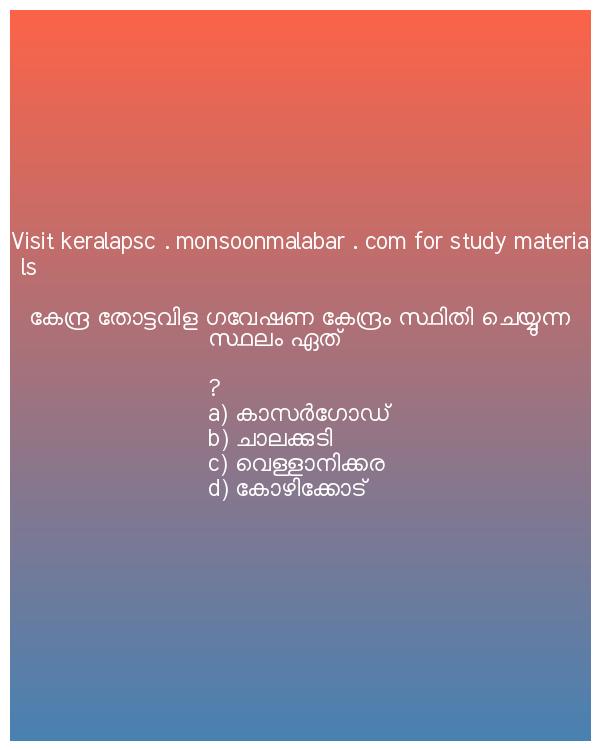 Visit keralapsc . monsoonmalabar . com for study materia
ls
കേന്ദ്ര തോട്ടവിള ഗവേഷണ കേന്ദ്രം സ്ഥിതി ചെയ്യുന്ന
സ്ഥലം ഏത്
?
a) കാസർഗോഡ്
b) ചാലക്കുടി
c) വെള്ളാനിക്കര
d) കോഴിക്കോട്